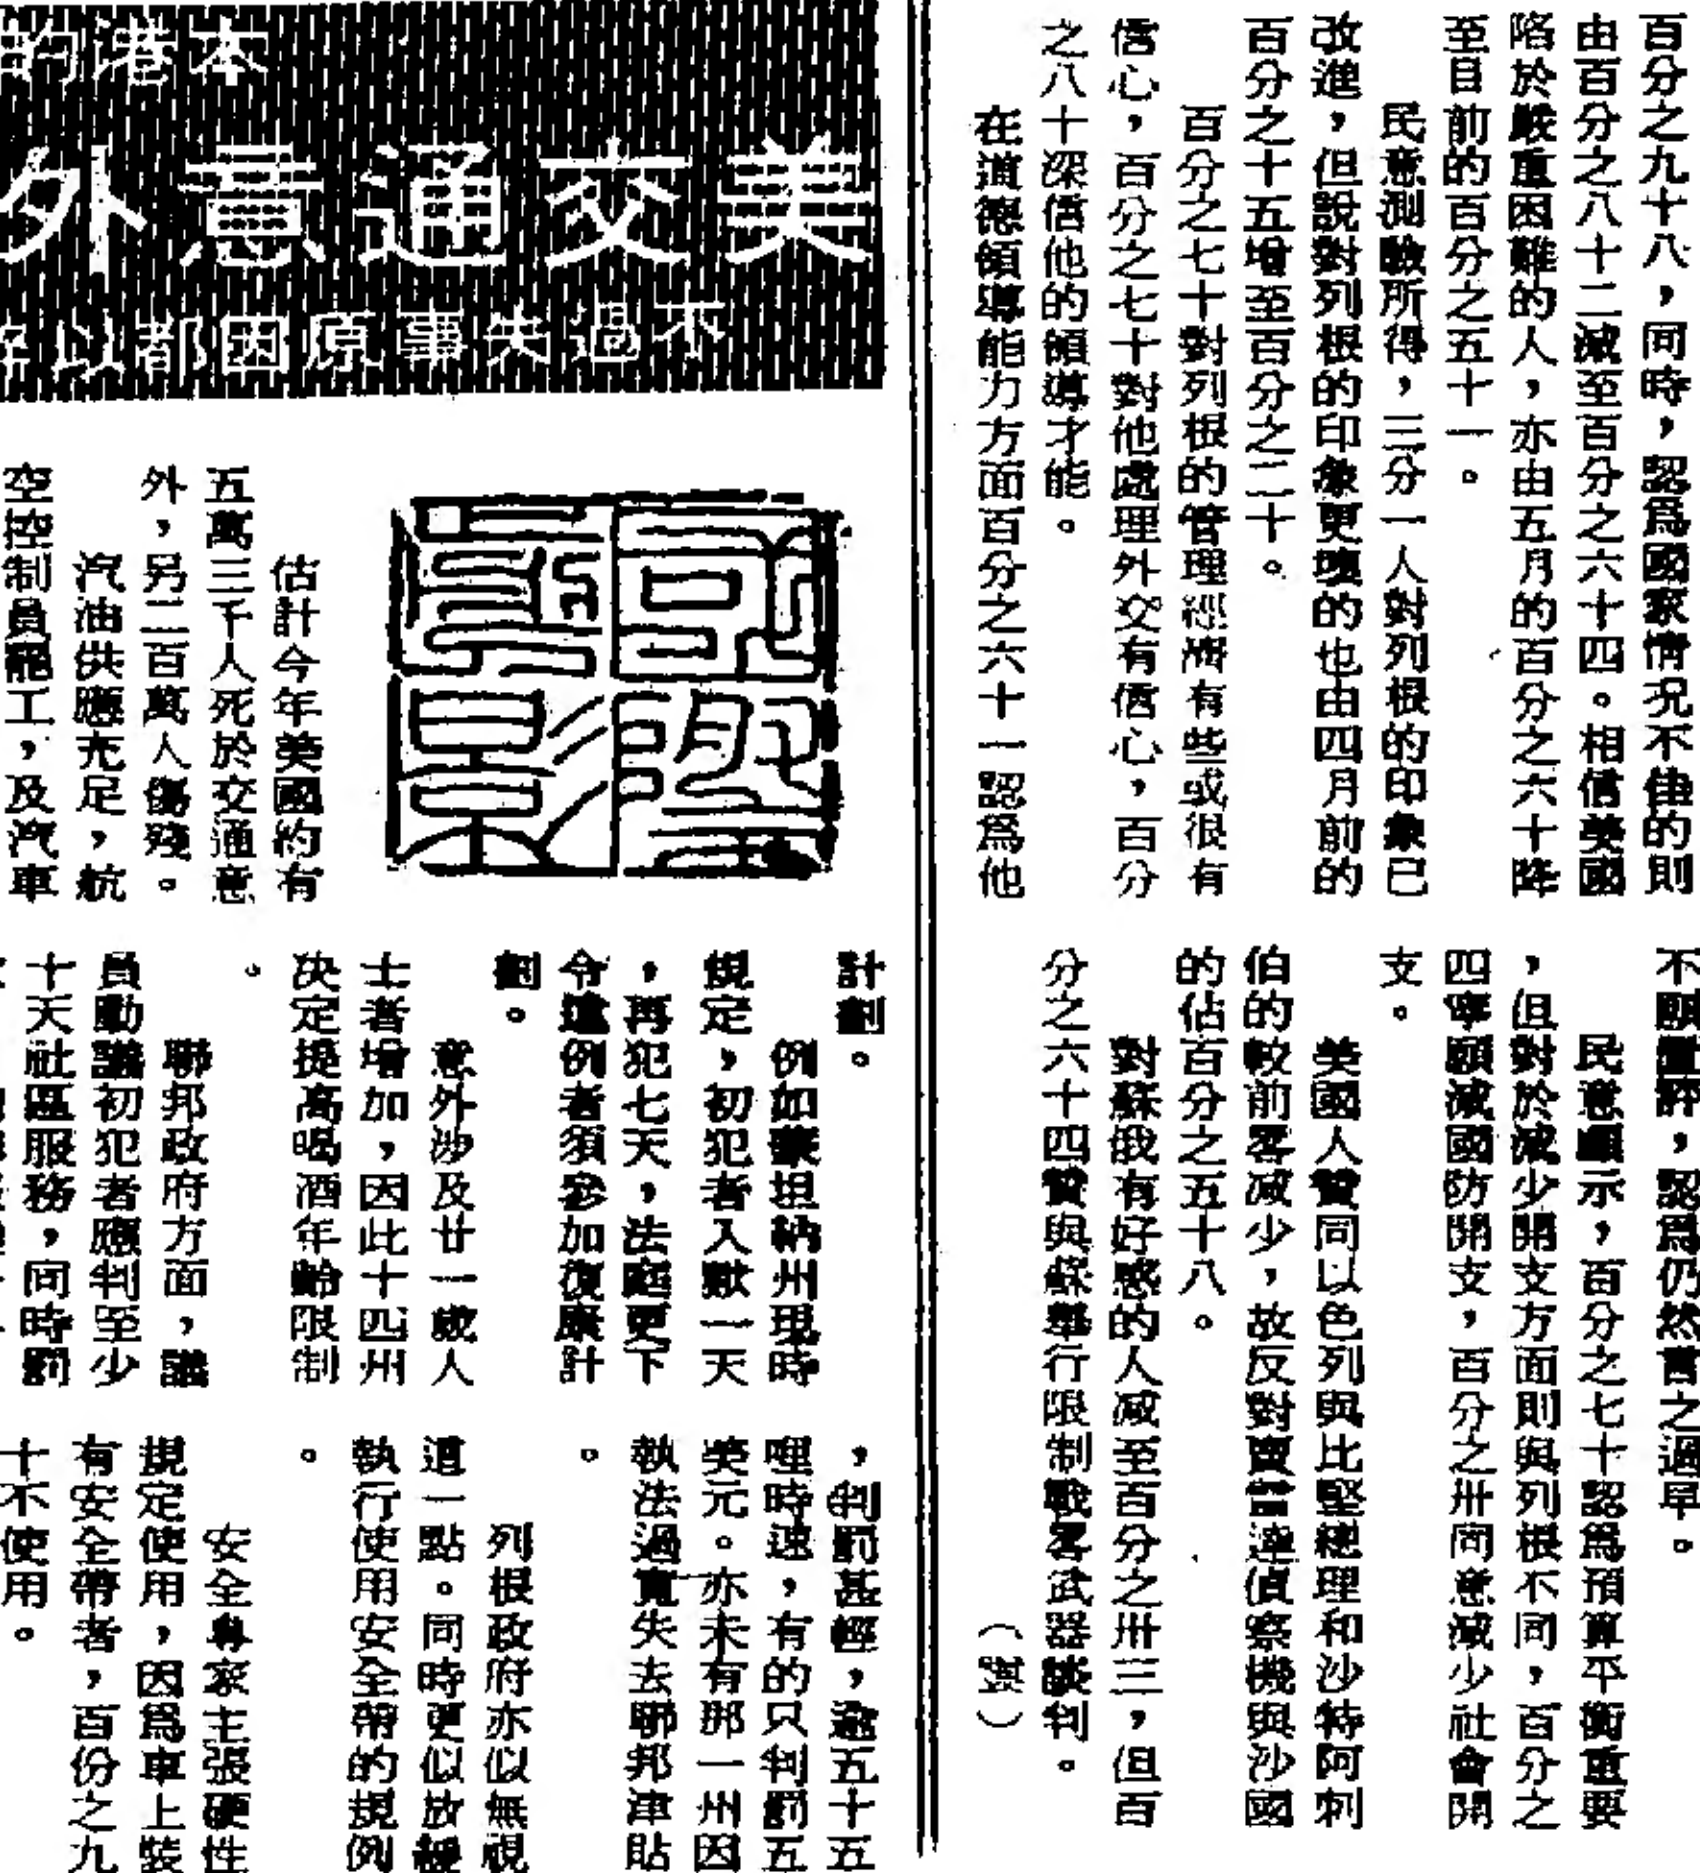 百分之九十八，同時，認爲國家情況不佳的則
由百分之八十二減至百分之六十四。相信美國
陷於嚴重困難的人，亦由五月的百分之六十降
至目前的百分之五十一。
民意測驗所得，三分一人對列根的印象已
改進，但說對列根的印象更壞的也由四月前的
百分之十五增至百分之二十。
百分之七十對列根的管理經濟有些或很有
信心，百分之七十對他處理外交有信心，百分
之八十深信他的領導才能。
在道德領導能力方面百分之六十一認爲他
不願置評，認爲仍然言之過早。
民意顯示，百分之七十認爲預算平衡重要
，但對於減少開支方面則與列根不同，百分之
四寧願減國防開支，百分之卅同意減少社會開
支。
美國人贊同以色列與比堅總理和沙特阿刺
伯的較前畧減少，故反對賣雷達偵察機與沙國
的佔百分之五十八。
對蘇俄有好感的人减至百分之卅三，但百
分之六十四贊與蘇舉行限制戰畧武器談判。
本港的
美交通意外
不過失事原因都以
估計今年美國約有
五萬三千人死於交通意
外，另二百萬人傷殘。
汽油供應充足，航
空控制員罷工，及汽車
計劃。
例如蒙坦納州現時
規定，初犯者入獄一天
，再犯七天，法庭更下
令違例者須參加復康計
劃。
意外涉及廿一歲人
士者增加，因此十四州
決定提高喝酒年齡限制
。
聯邦政府方面，議
員動議初犯者應判至少
十天社區服務，同時罰
，判罰甚輕，逾五十五
哩時速，有的只判罰五
美元。亦未有那一州因
執法過寬失去聯邦津貼
。
列根政府亦似無視
這一點。同時更似放緩
執行使用安全帶的規例
。
安全專家主張硬性
規定使用，因爲車上裝
有安全帶者，百份之九
十不使用。